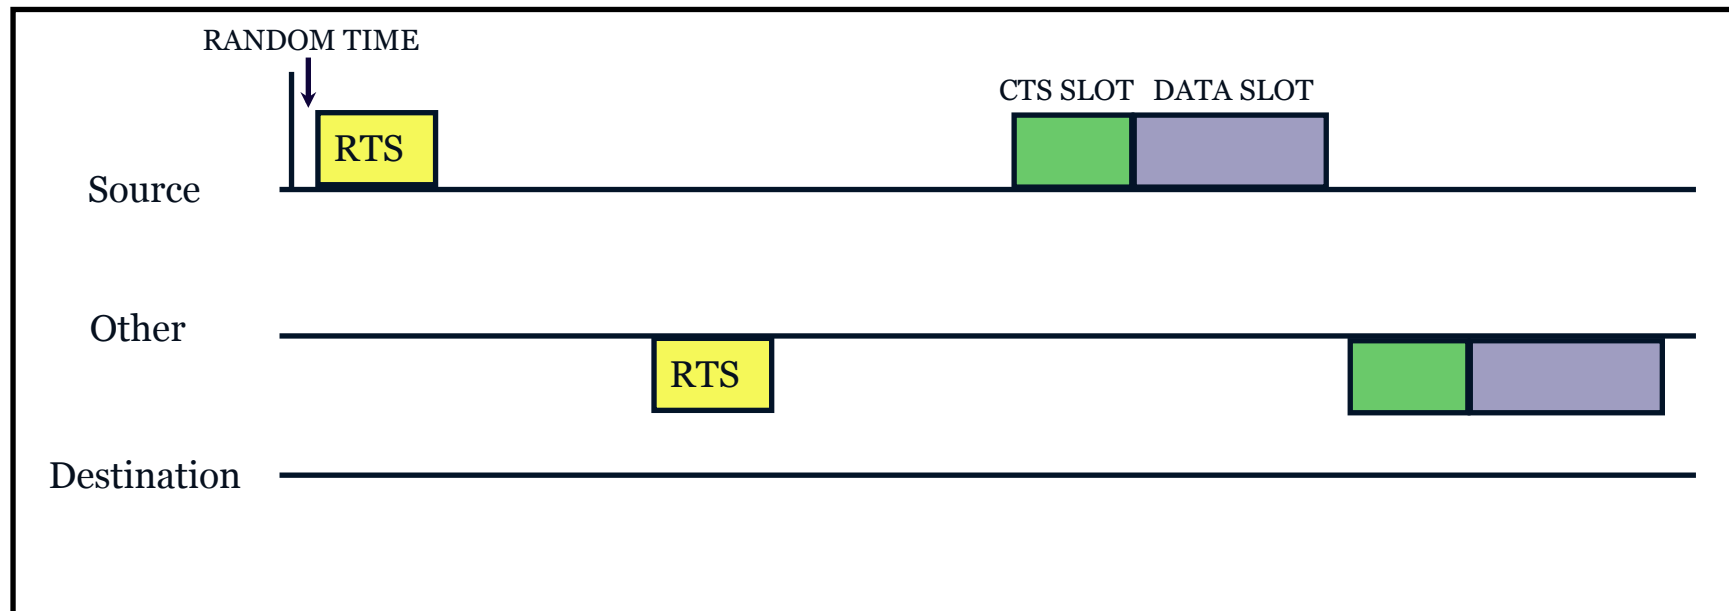 RANDOM TIME
CTS SLOT DATA SLOT
RTS
Source
Other
RTS
Destination